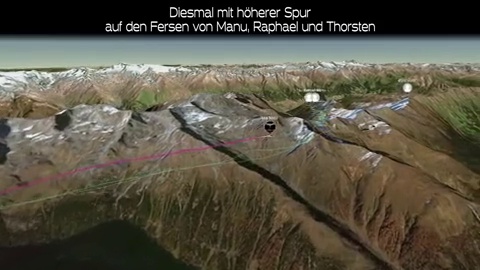 Diesmal mit höherer Spur
auf den Fersen von Manu, Raphael und Thorsten